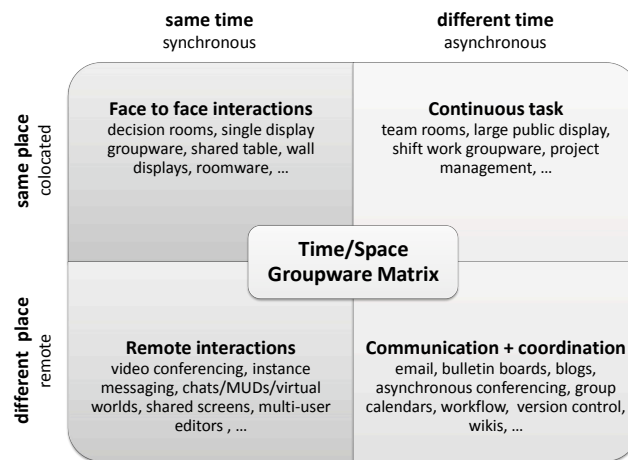 same time
synchronous
different time
asynchronous
same place
colocated
Face to face interactions
decision rooms, single display
groupware, shared table, wall
displays, roomware, ...
Continuous task
team rooms, large public display,
shift work groupware, project
management, ...
Time/Space
Groupware Matrix
different  place
remote
Remote interactions
video conferencing, instance
messaging, chats/MUDs/virtual
worlds, shared screens, multi-user
editors , ...
Communication + coordination
email, bulletin boards, blogs,
asynchronous conferencing, group
calendars, workflow,  version control,
wikis, ...